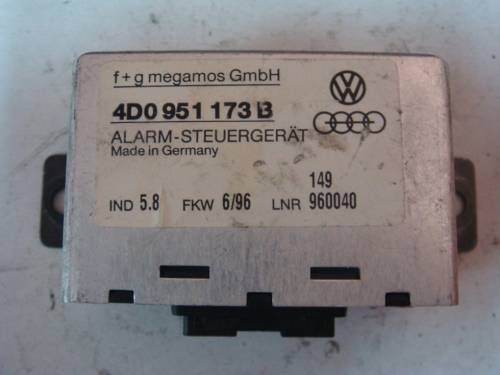 f+g megamos GmbH
4D0 951 173 B
ALARM-STEUERGERÄT
Made in Germany
149
IND 5.8 FKW 6/96 LNR 960040